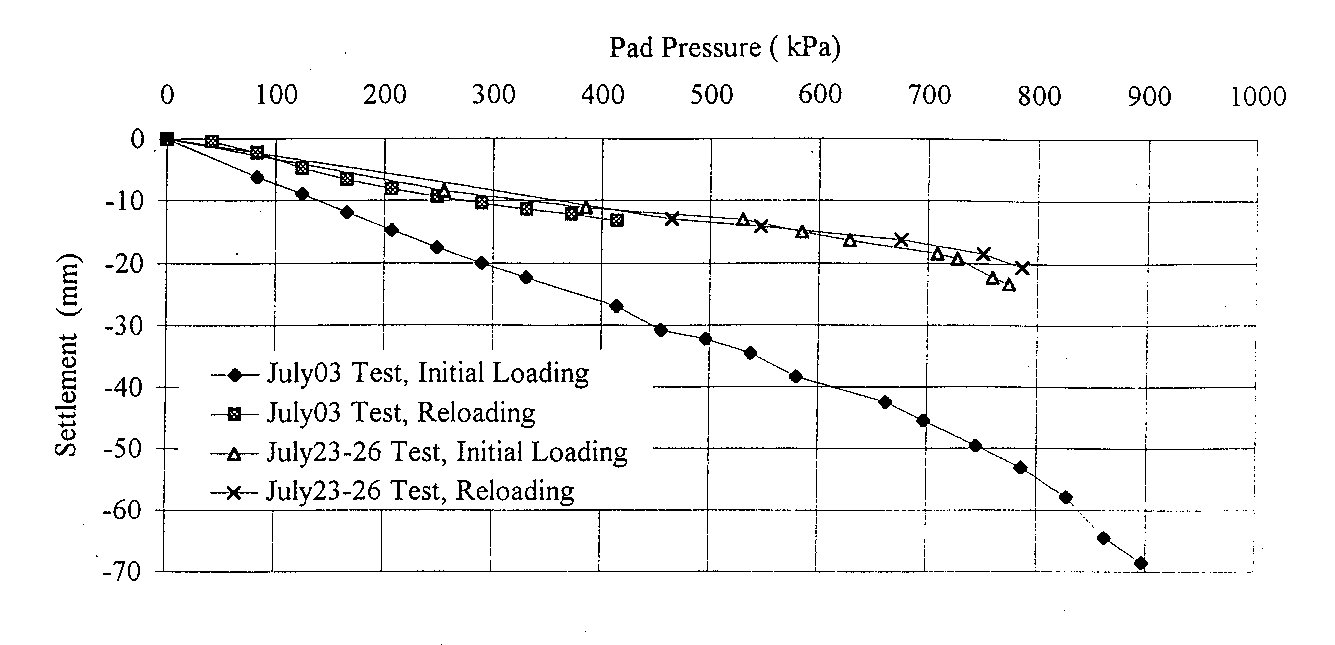 Pad Pressure ( kPa)
0 100 200 300 400 500 600 700 800 900 1000
0
-10
-20
-30
-40
-50
-60
-70
Settlement (mm)
July03 Test, Initial Loading
July03 Test, Reloading
July23-26 Test, Initial Loading
July23-26 Test, Reloading